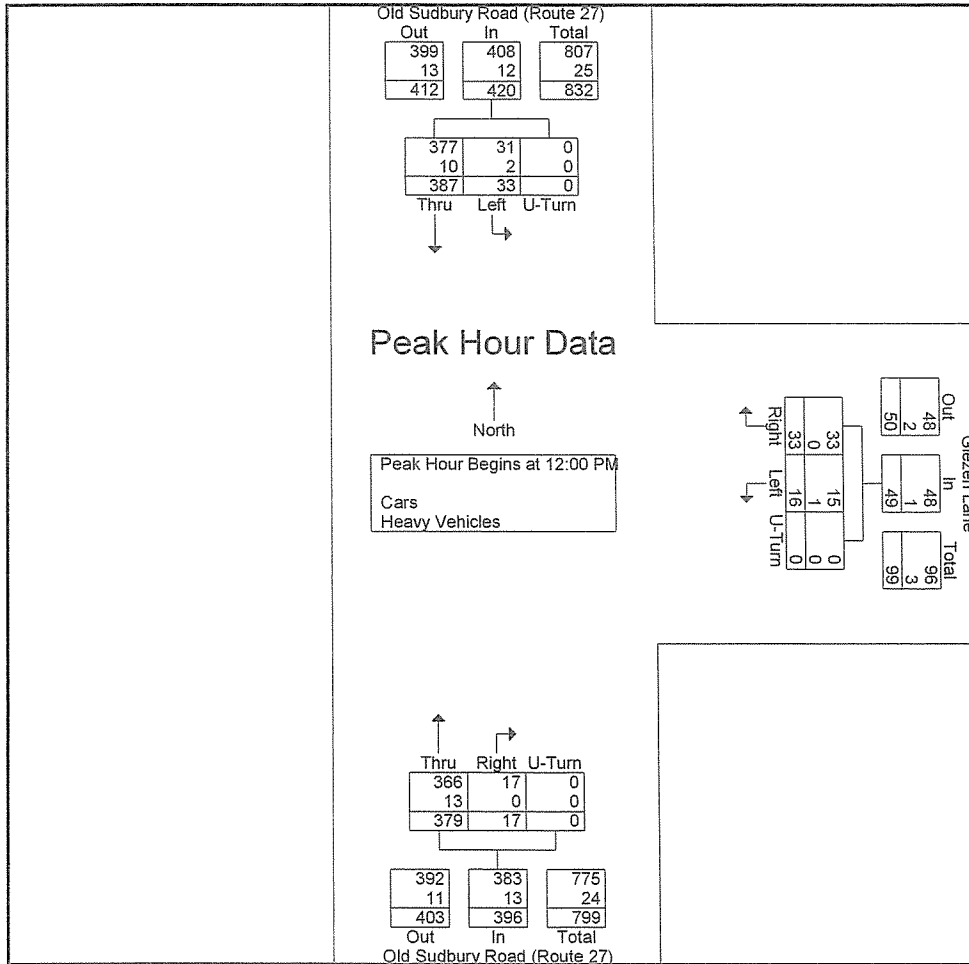 Old Sudbury Road (Route 27)
Out In Total
399 408 807
13 12 25
412 420 832
377 31 0
10 2 0
387 33 0
Thru Left U-Turn
Peak Hour Data
North
Peak Hour Begins at 12:00 PM
Cars
Heavy Vehicles
Out In Total
48 48 96
2 1 3
50 49 99
33 15 0
0 1 0
33 16 0
Right Left U-Turn
Thru Right U-Turn
366 17 0
13 0 0
379 17 0
392 383 775
11 13 24
403 396 799
Out In Total
Old Sudbury Road (Route 27)